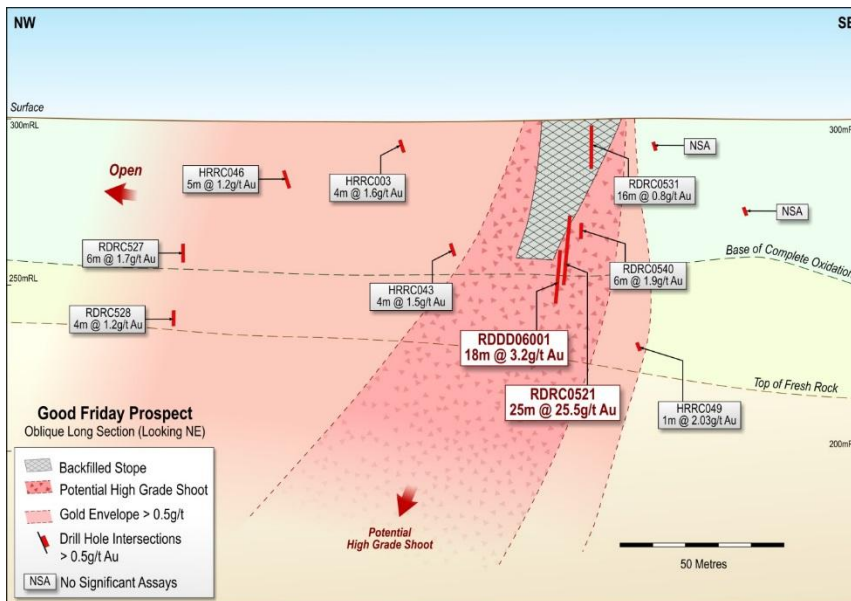 NW
SE
Surface
300mRL
300mRL
NSA
HRRC046
5m @ 1.2g/t Au
HRRC003
4m @ 1.6g/t Au
RDRC0531
16m @ 0.8g/t Au
Open
NSA
RDRC527
6m @ 1.7g/t Au
HRRC043
4m @ 1.5g/t Au
RDRC0540
6m @ 1.9g/t Au
Base of Complete Oxidation
250mRL
RDRC528
4m @ 1.2g/t Au
RDDD06001
18m @ 3.2g/t Au
RDRC0521
25m @ 25.5g/t Au
Top of Fresh Rock
HRRC049
1m @ 2.03g/t Au
200mRL
Good Friday Prospect
Oblique Long Section (Looking NE)
Backfilled Stope
Potential High Grade Shoot
Gold Envelope > 0.5g/t
Drill Hole Intersections
> 0.5g/t Au
NSA No Significant Assays
Potential
High Grade Shoot
50 Metres